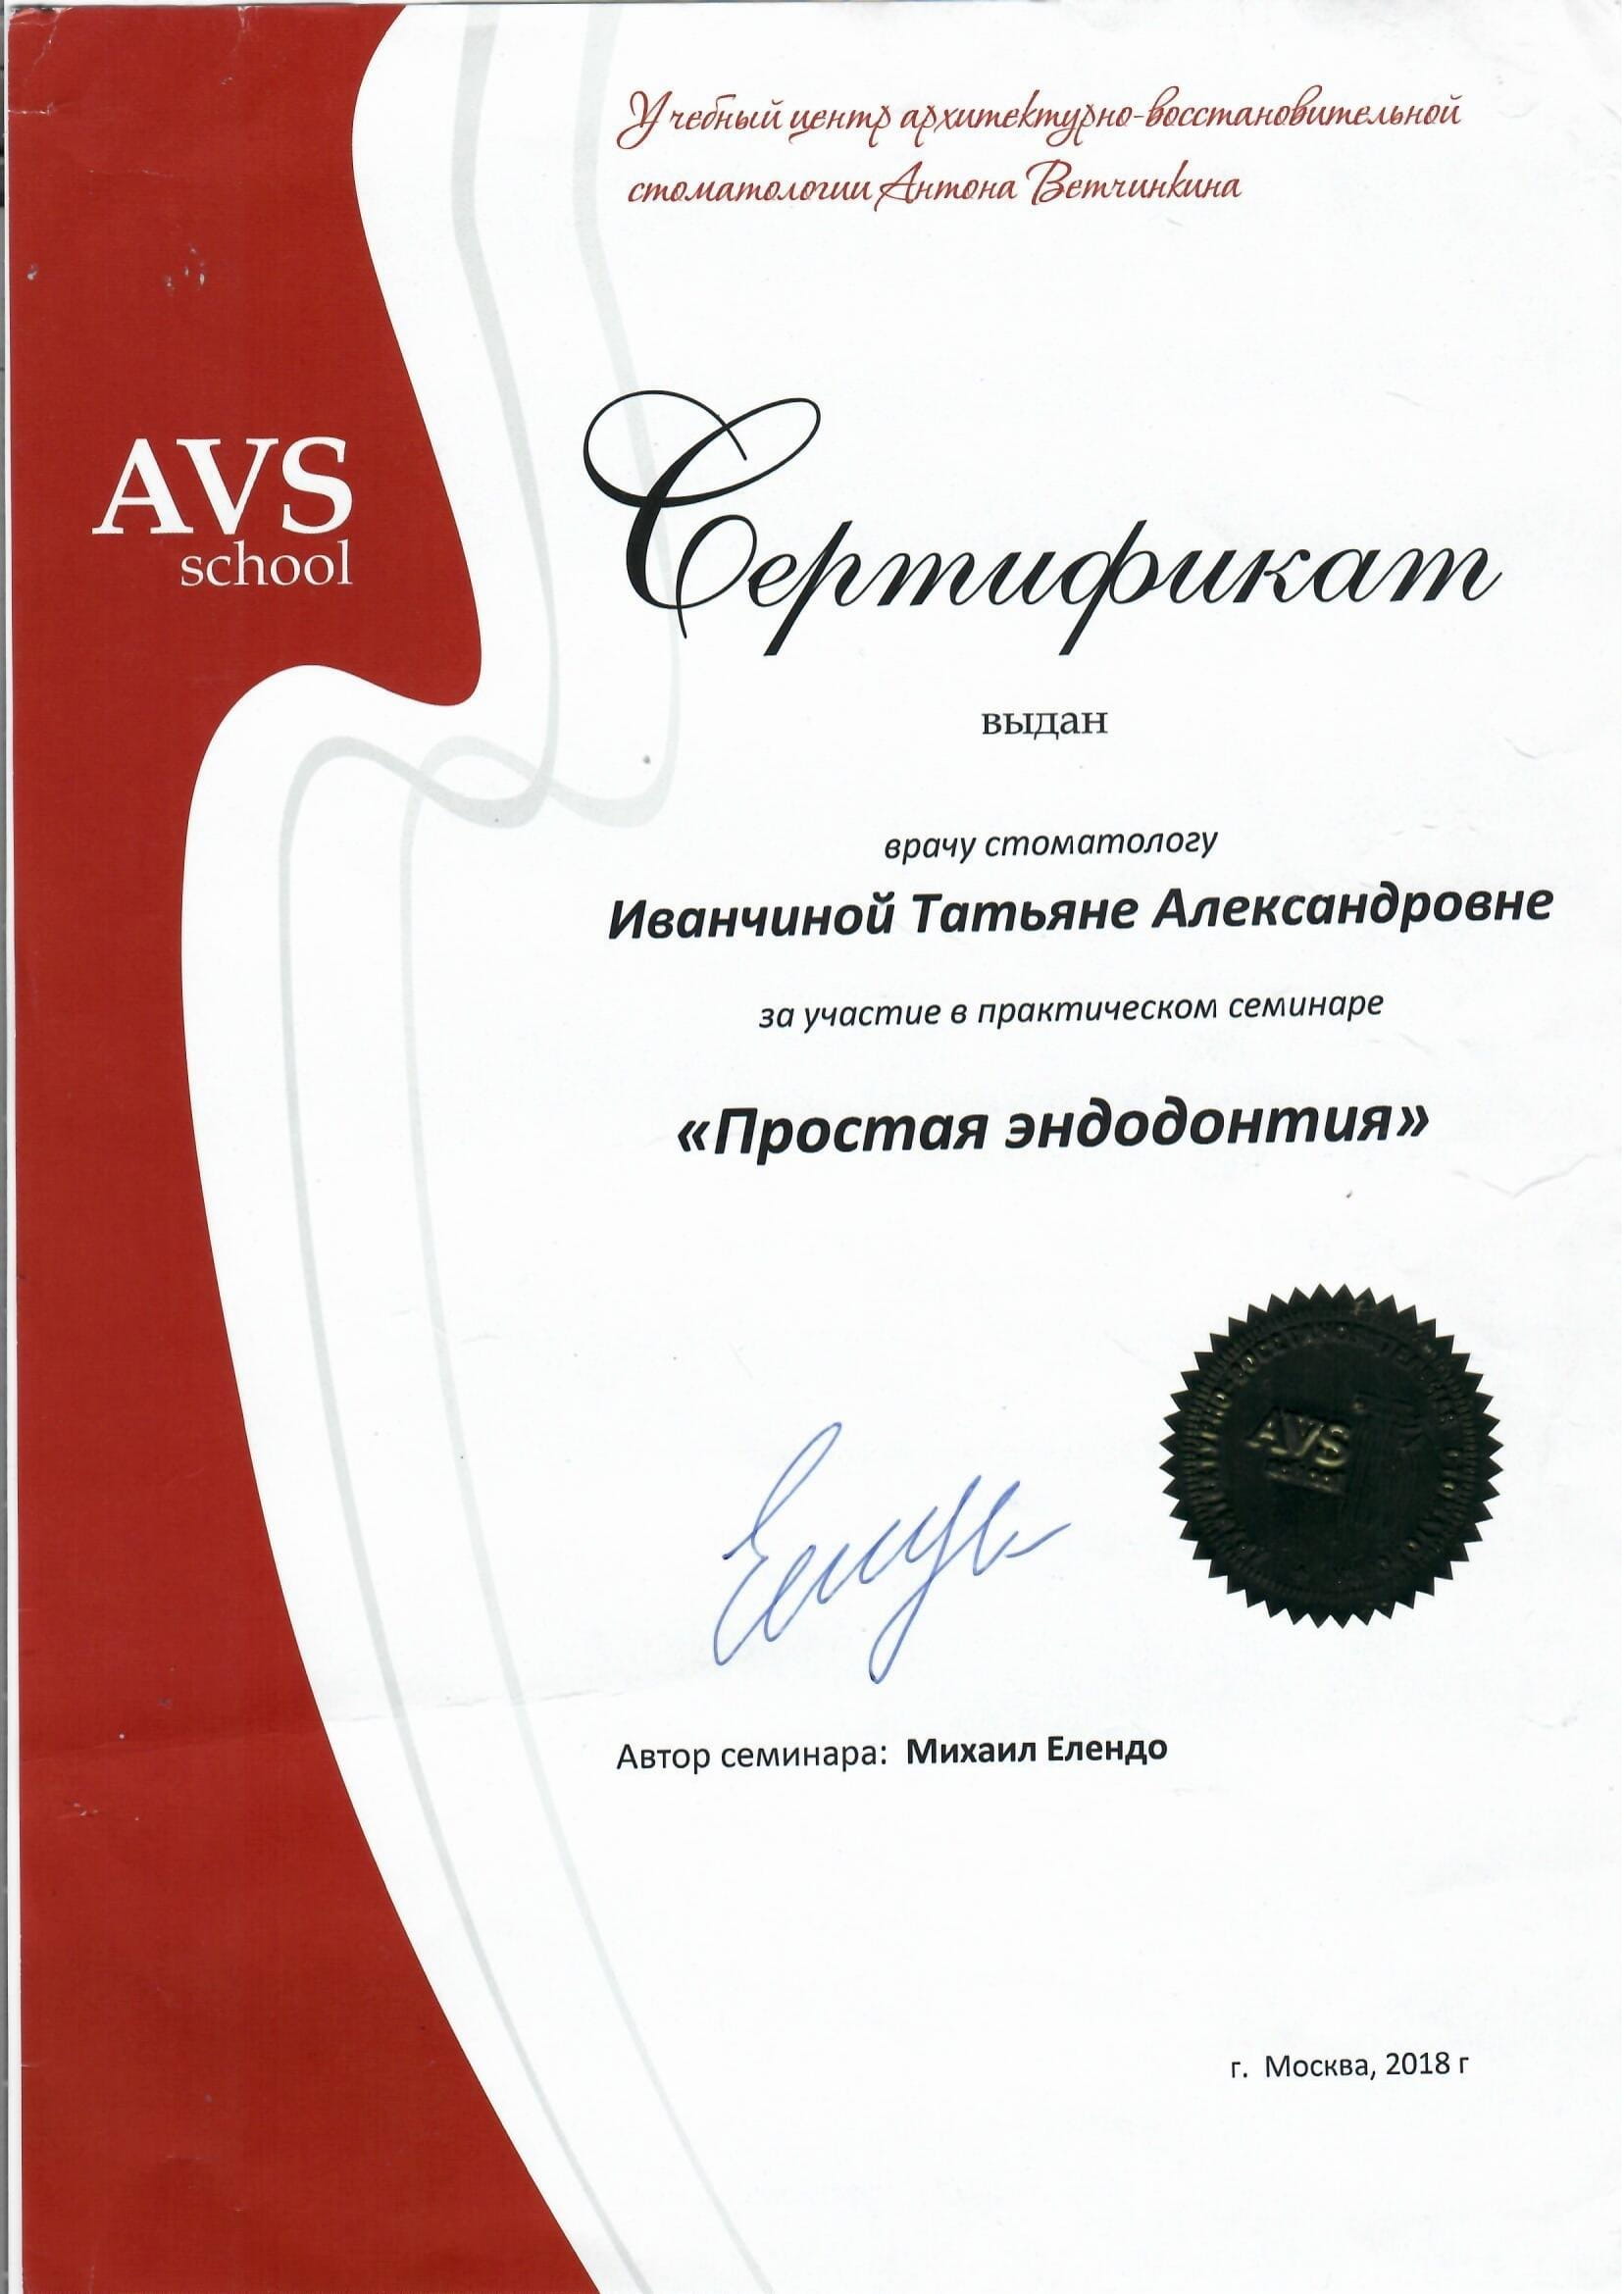 Учебный центр архитектурно-восстановительной
стоматологии Антона Ветчинкина
AVS
school
Сертификат
выдан
врачу стоматологу
Иванчиной Татьяне Александровне
за участие в практическом семинаре
«Простая эндодонтия»
AVS
Автор семинара: Михаил Елендо
г. Москва, 2018 г